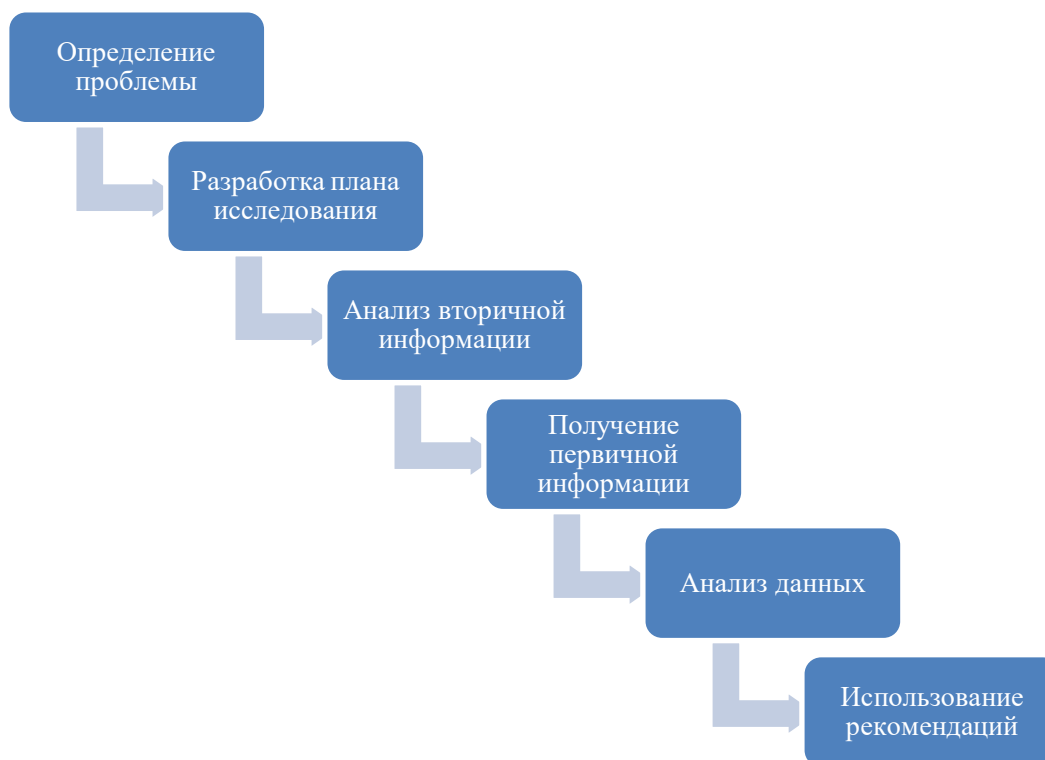 Определение
проблемы
Разработка плана
исследования
Анализ вторичной
информации
Получение
первичной
информации
Анализ данных
Использование
рекомендаций